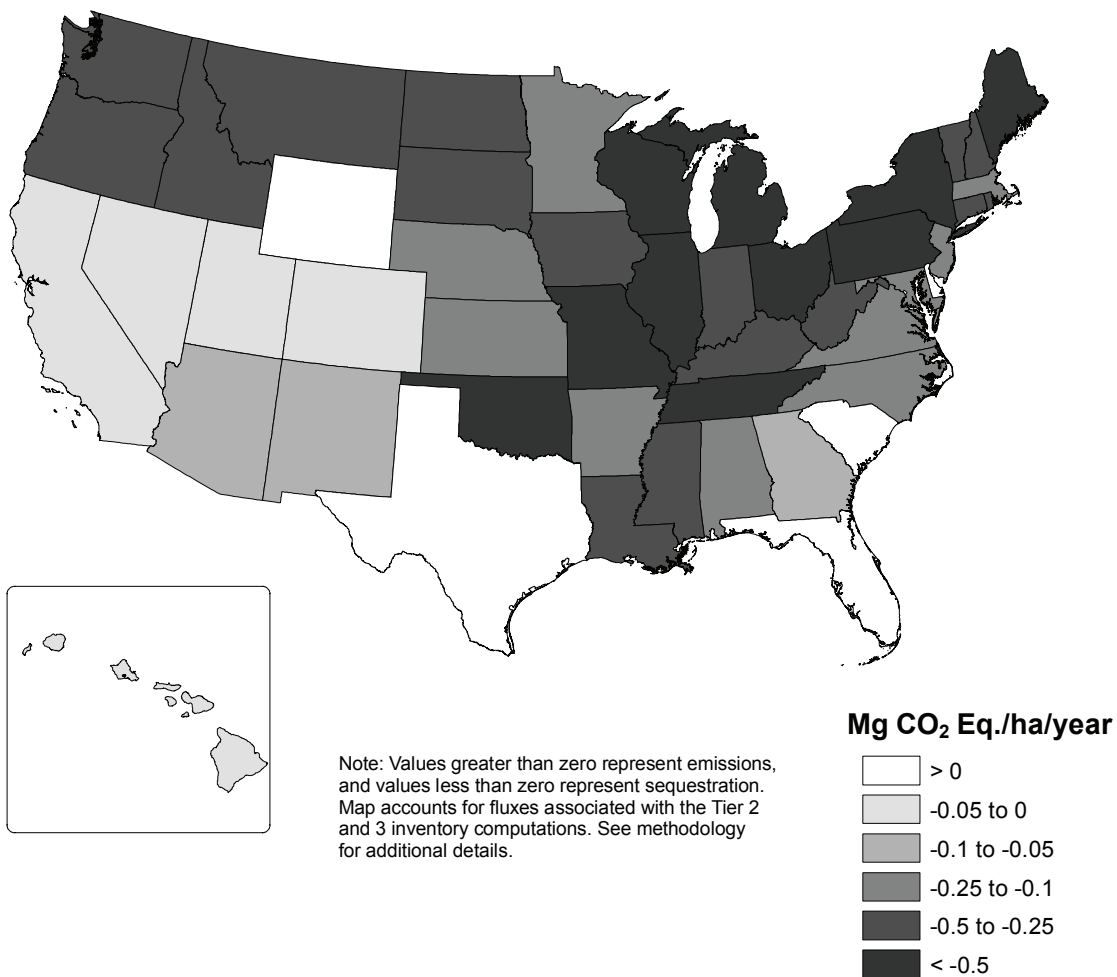 Note: Values greater than zero represent emissions,
and values less than zero represent sequestration.
Map accounts for fluxes associated with the Tier 2
and 3 inventory computations. See methodology
for additional details.
Mg CO₂ Eq./ha/year
> 0
-0.05 to 0
-0.1 to -0.05
-0.25 to -0.1
-0.5 to -0.25
< -0.5